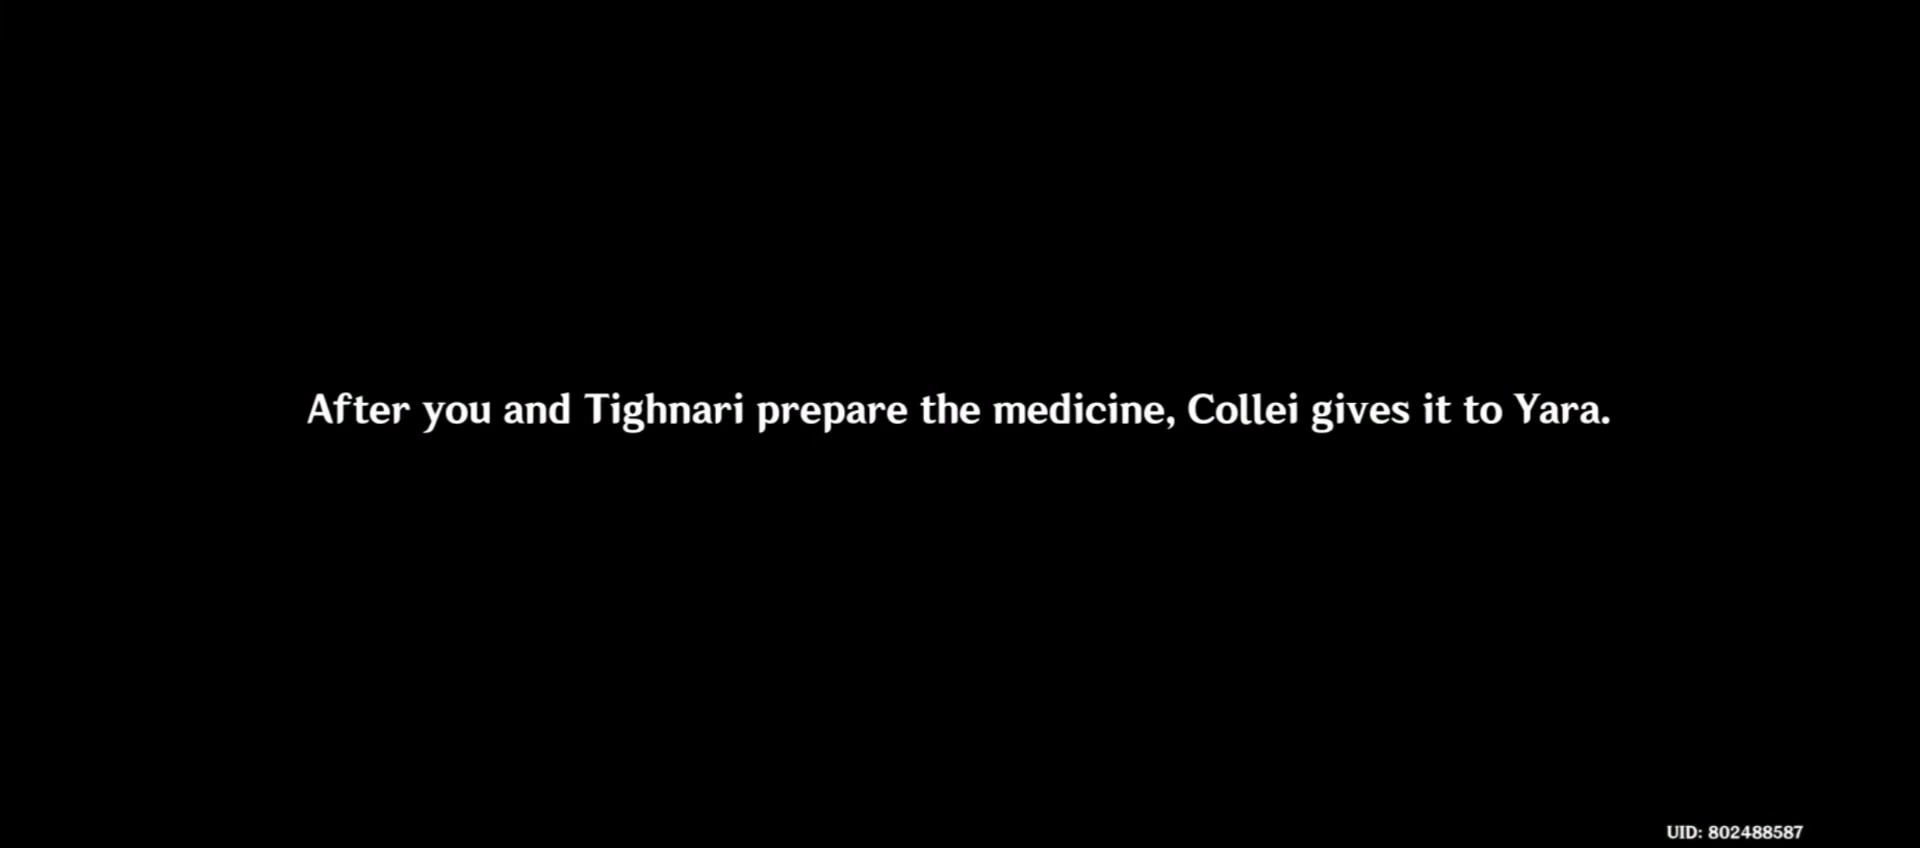 After you and Tighnari prepare the medicine, Collei gives it to Yara.
UID: 802488587